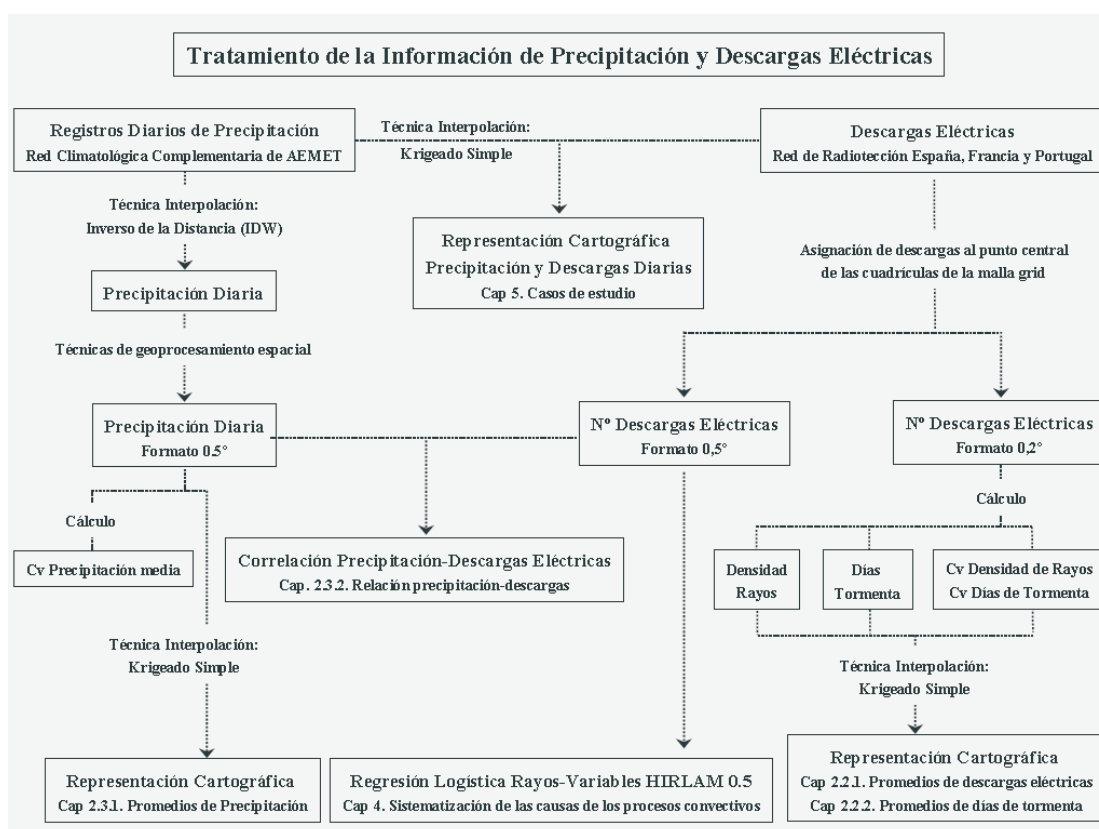 Tratamiento de la Información de Precipitación y Descargas Eléctricas
Registros Diarios de Precipitación
Red Climatológica Complementaria de AEMET
Técnica Interpolación:
Krigeado Simple
Descargas Eléctricas
Red de Radiotección España, Francia y Portugal
Técnica Interpolación:
Inverso de la Distancia (IDW)
Representación Cartográfica
Precipitación y Descargas Diarias
Cap 5. Casos de estudio
Asignación de descargas al punto central
de las cuadrículas de la malla grid
Precipitación Diaria
Técnicas de geoprocesamiento espacial
Precipitación Diaria
Formato 0.5°
Nº Descargas Eléctricas
Formato 0,5°
Nº Descargas Eléctricas
Formato 0,2°
Cálculo
Cálculo
Cv Precipitación media
Correlación Precipitación-Descargas Eléctricas
Cap. 2.3.2. Relación precipitación-descargas
Densidad
Rayos
Días
Tormenta
Cv Densidad de Rayos
Cv Días de Tormenta
Técnica Interpolación:
Krigeado Simple
Técnica Interpolación:
Krigeado Simple
Representación Cartográfica
Cap 2.3.1. Promedios de Precipitación
Regresión Logística Rayos-Variables HIRLAM 0.5
Cap 4. Sistematización de las causas de los procesos convectivos
Representación Cartográfica
Cap 2.2.1. Promedios de descargas eléctricas
Cap 2.2.2. Promedios de días de tormenta